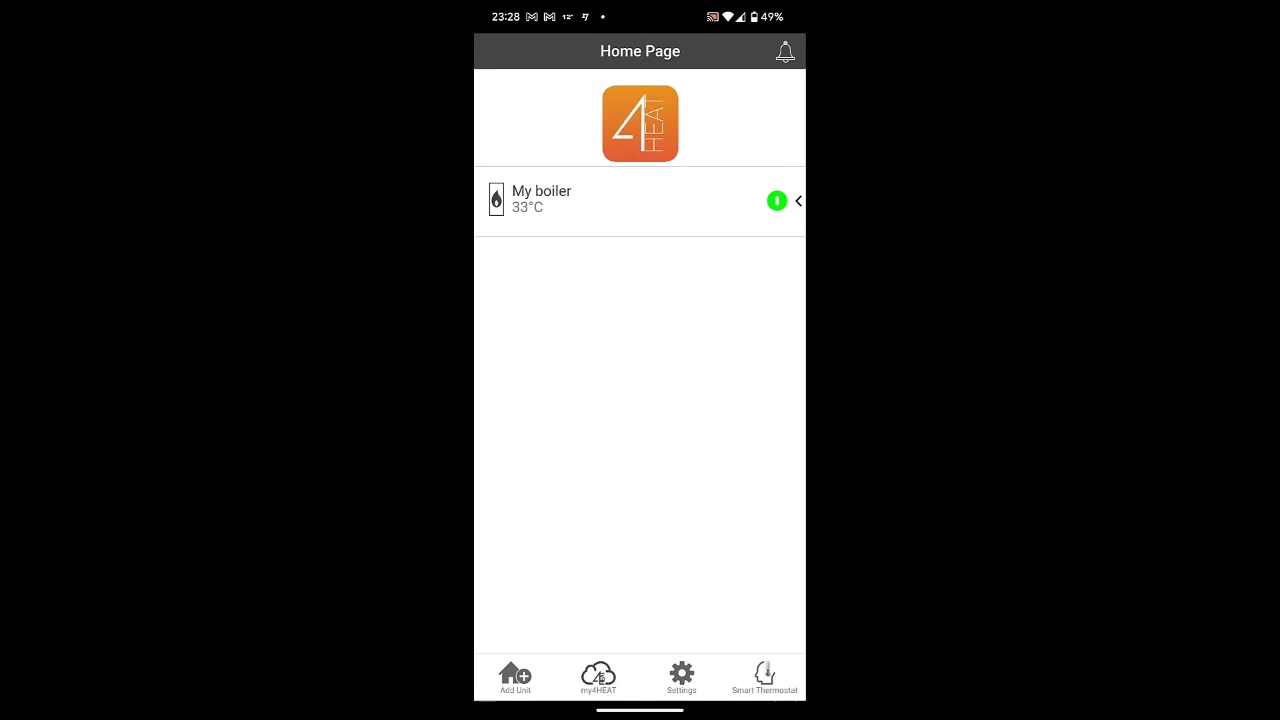 23:28 12° 49%
Home Page
4 HEAT
My boiler
33°C
Add Unit my4HEAT Settings Smart Thermostat